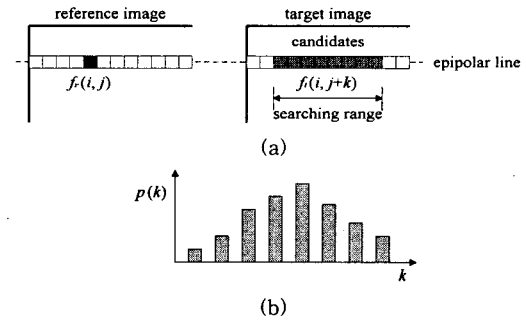 reference image
target image
candidates
epipolar line
fr(i, j)
ft(i, j+k)
searching range
(a)
p(k)
k
(b)